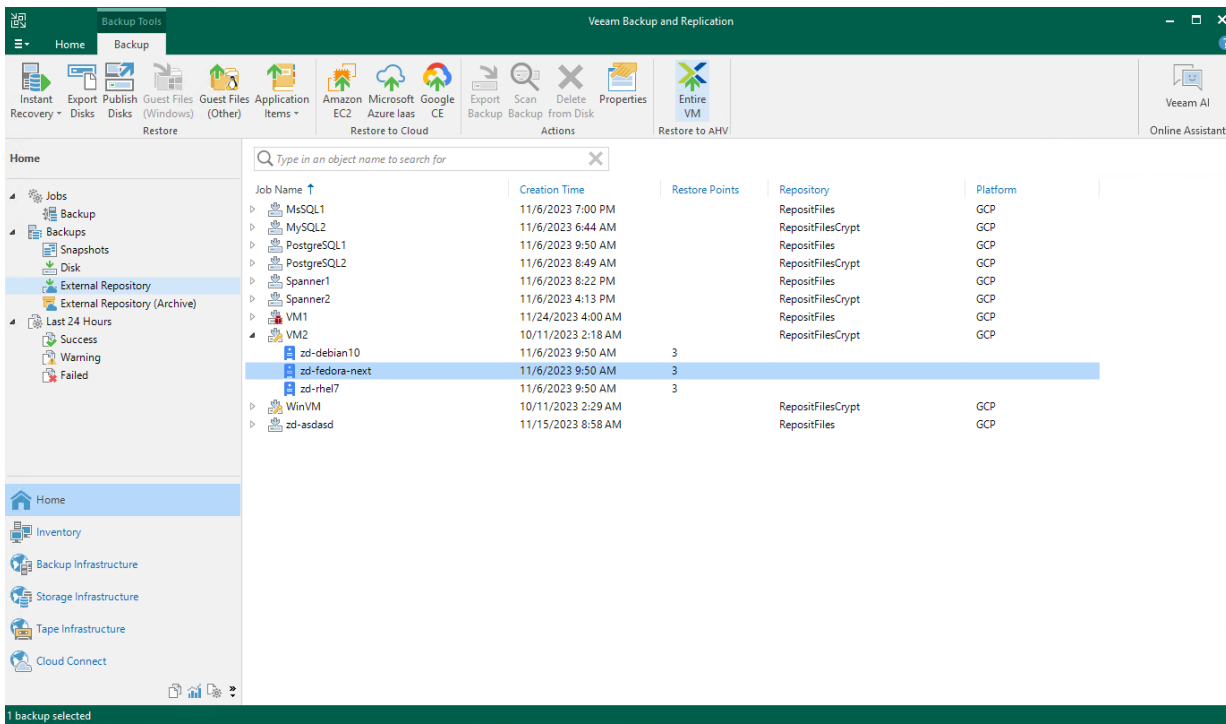 Backup Tools
Veeam Backup and Replication
Home Backup
Instant Recovery
Export Disks
Publish Disks
Guest Files (Windows)
Guest Files (Other)
Application Items
Restore
Amazon EC2
Microsoft Azure Iaas
Google CE
Restore to Cloud
Export Backup
Scan Backup
Delete from Disk
Properties
Actions
Entire VM
Restore to AHV
Veeam AI
Online Assistant
Home
Jobs
Backup
Backups
Snapshots
Disk
External Repository
External Repository (Archive)
Last 24 Hours
Success
Warning
Failed
Type in an object name to search for
Job Name Creation Time Restore Points Repository Platform
MsSQL1 11/6/2023 7:00 PM RepositFiles GCP
MySQL2 11/6/2023 6:44 AM RepositFilesCrypt GCP
PostgreSQL1 11/6/2023 9:50 AM RepositFiles GCP
PostgreSQL2 11/6/2023 8:49 AM RepositFilesCrypt GCP
Spanner1 11/6/2023 8:22 PM RepositFiles GCP
Spanner2 11/6/2023 4:13 PM RepositFilesCrypt GCP
VM1 11/24/2023 4:00 AM RepositFiles GCP
VM2 10/11/2023 2:18 AM RepositFilesCrypt GCP
zd-debian10 11/6/2023 9:50 AM 3
zd-fedora-next 11/6/2023 9:50 AM 3
zd-rhel7 11/6/2023 9:50 AM 3
WinVM 10/11/2023 2:29 AM RepositFilesCrypt GCP
zd-asdasd 11/15/2023 8:58 AM RepositFiles GCP
Home
Inventory
Backup Infrastructure
Storage Infrastructure
Tape Infrastructure
Cloud Connect
1 backup selected